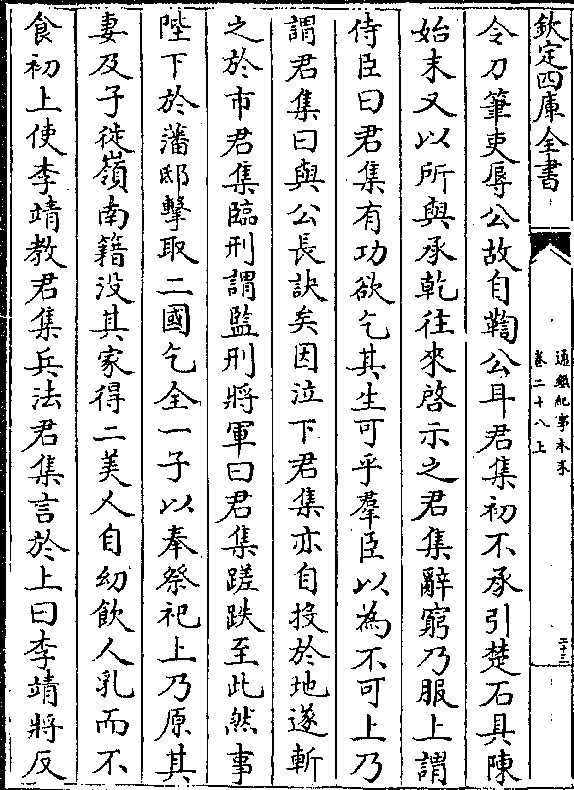 欽定四庫全書
通鑑紀事本末
卷二十八上
二十三
令刀筆吏辱公故自鞫公耳君集初不承引楚石具陳
始末又以所與承乾往來啓示之君集辭窮乃服上謂
侍臣曰君集有功欲乞其生可乎羣臣以為不可上乃
謂君集曰與公長訣矣因泣下君集亦自投於地遂斬
之於市君集臨刑謂監刑將軍曰君集蹉跌至此然事
陛下於藩邸擊取二國乞全一子以奉祭祀上乃原其
妻及子徙嶺南籍没其家得二美人自幼飲人乳而不
食初上使李靖教君集兵法君集言於上曰李靖將反